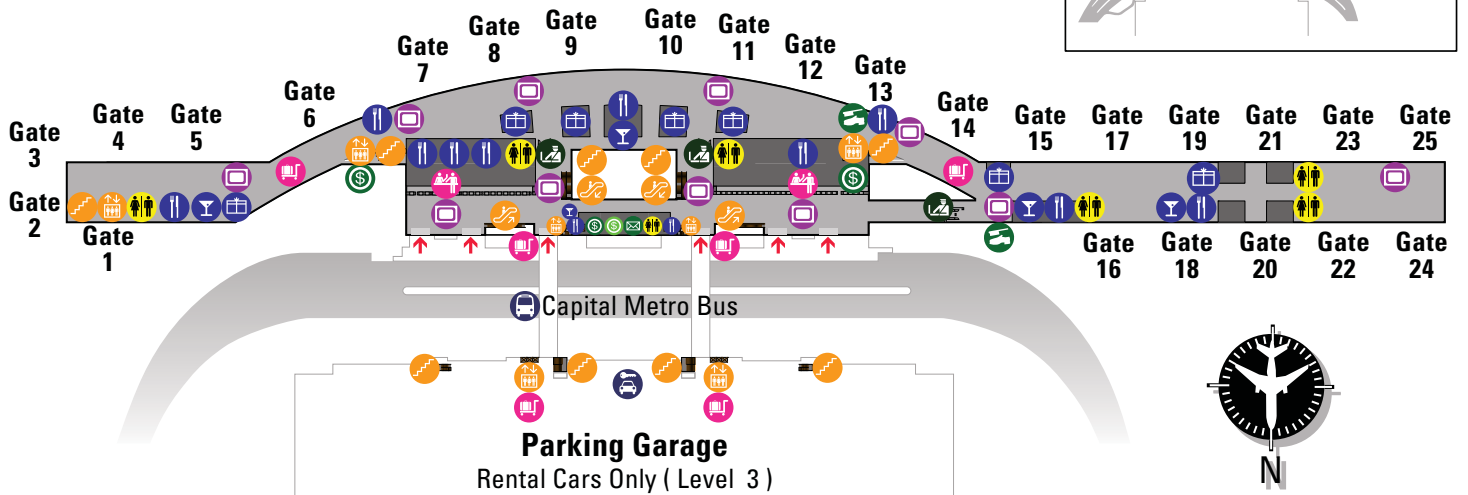 Gate 3
Gate 4
Gate 5
Gate 6
Gate 7
Gate 8
Gate 9
Gate 10
Gate 11
Gate 12
Gate 13
Gate 14
Gate 15
Gate 17
Gate 19
Gate 21
Gate 23
Gate 25
Gate 2
Gate 1
Gate 16
Gate 18
Gate 20
Gate 22
Gate 24
$
$
$
$
Capital Metro Bus
Parking Garage
Rental Cars Only ( Level 3 )
N